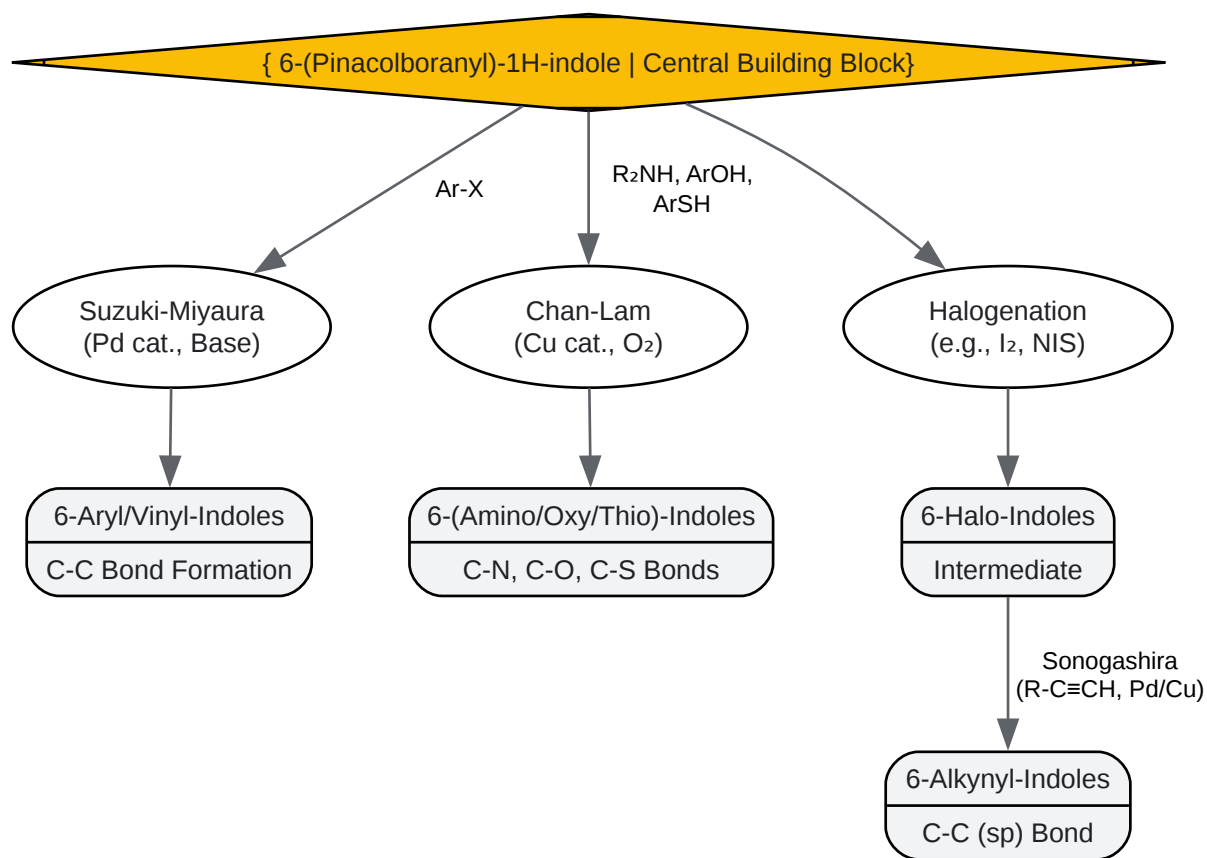 { 6-(Pinacolboranyl)-1H-indole | Central Building Block}
Ar-X
R₂NH, ArOH,
ArSH
Suzuki-Miyaura
(Pd cat., Base)
Chan-Lam
(Cu cat., O₂)
Halogenation
(e.g., I₂, NIS)
6-Aryl/Vinyl-Indoles
C-C Bond Formation
6-(Amino/Oxy/Thio)-Indoles
C-N, C-O, C-S Bonds
6-Halo-Indoles
Intermediate
Sonogashira
(R-C≡CH, Pd/Cu)
6-Alkynyl-Indoles
C-C (sp) Bond